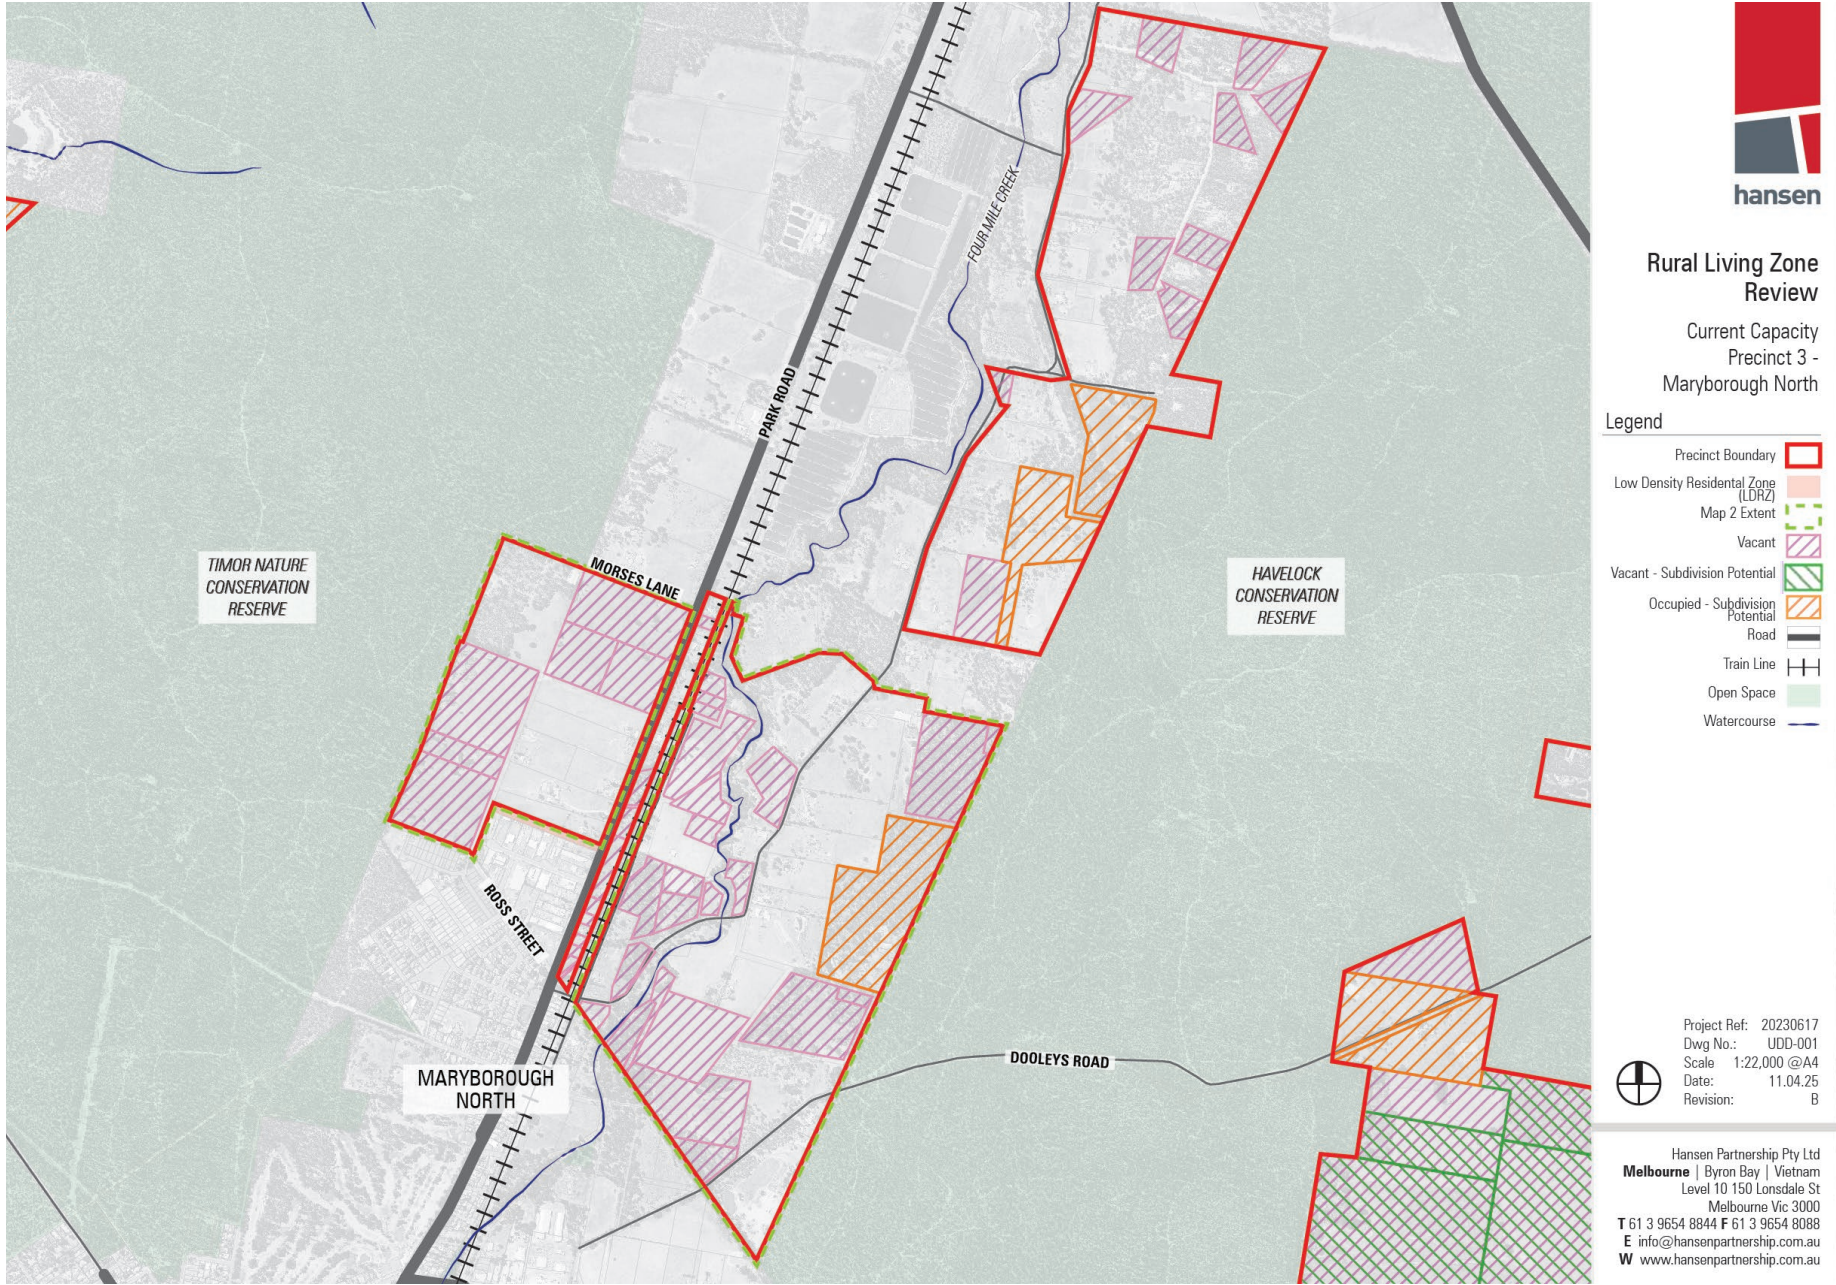 hansen
Rural Living Zone
Review
Current Capacity
Precinct 3 -
Maryborough North
Legend
Precinct Boundary
Low Density Residental Zone
(LDRZ)
Map 2 Extent
Vacant
Vacant - Subdivision Potential
Occupied - Subdivision
Potential
Road
Train Line
Open Space
Watercourse
FOUR MILE CREEK
PARK ROAD
MORSES LANE
TIMOR NATURE
CONSERVATION
RESERVE
HAVELOCK
CONSERVATION
RESERVE
ROSS STREET
DOOLEYS ROAD
MARYBOROUGH
NORTH
Project Ref: 20230617
Dwg No.: UDD-001
Scale 1:22,000 @A4
Date: 11.04.25
Revision: B
Hansen Partnership Pty Ltd
Melbourne | Byron Bay | Vietnam
Level 10 150 Lonsdale St
Melbourne Vic 3000
T 61 3 9654 8844 F 61 3 9654 8088
E info@hansenpartnership.com.au
W www.hansenpartnership.com.au